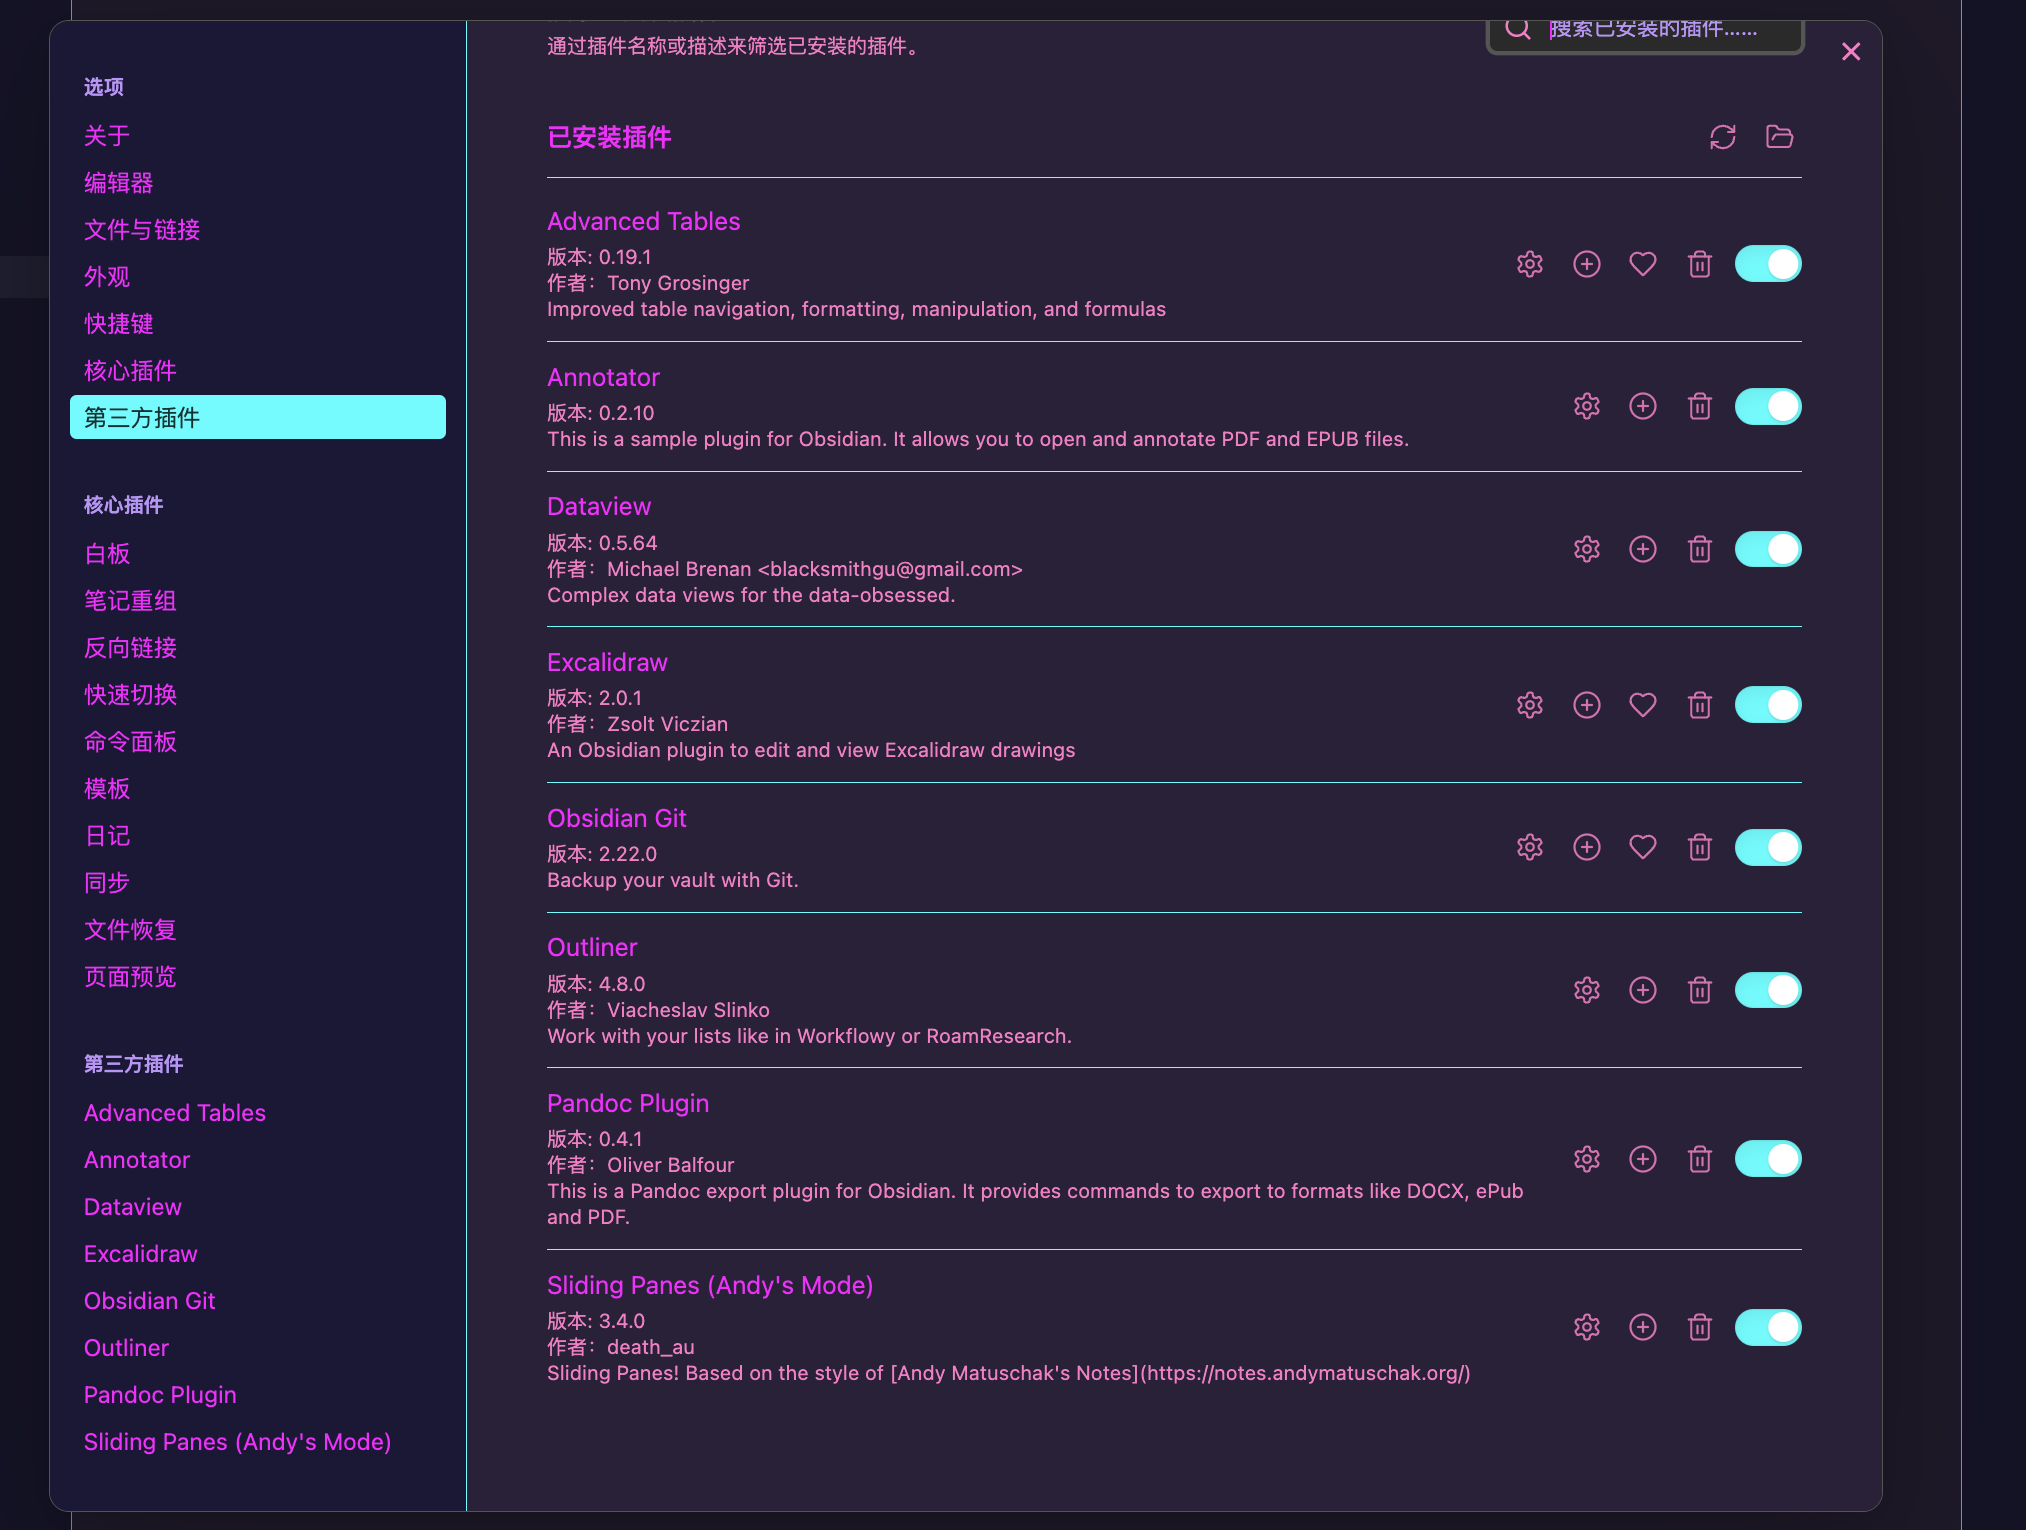 选项
关于
编辑器
文件与链接
外观
快捷键
核心插件
第三方插件
核心插件
白板
笔记重组
反向链接
快速切换
命令面板
模板
日记
同步
文件恢复
页面预览
第三方插件
Advanced Tables
Annotator
Dataview
Excalidraw
Obsidian Git
Outliner
Pandoc Plugin
Sliding Panes (Andy's Mode)
通过插件名称或描述来筛选已安装的插件。
搜索已安装的插件……
已安装插件
Advanced Tables
版本: 0.19.1
作者：Tony Grosinger
Improved table navigation, formatting, manipulation, and formulas
Annotator
版本: 0.2.10
This is a sample plugin for Obsidian. It allows you to open and annotate PDF and EPUB files.
Dataview
版本: 0.5.64
作者：Michael Brenan <blacksmithgu@gmail.com>
Complex data views for the data-obsessed.
Excalidraw
版本: 2.0.1
作者：Zsolt Viczian
An Obsidian plugin to edit and view Excalidraw drawings
Obsidian Git
版本: 2.22.0
Backup your vault with Git.
Outliner
版本: 4.8.0
作者：Viacheslav Slinko
Work with your lists like in Workflowy or RoamResearch.
Pandoc Plugin
版本: 0.4.1
作者：Oliver Balfour
This is a Pandoc export plugin for Obsidian. It provides commands to export to formats like DOCX, ePub
and PDF.
Sliding Panes (Andy's Mode)
版本: 3.4.0
作者：death_au
Sliding Panes! Based on the style of [Andy Matuschak's Notes](https://notes.andymatuschak.org/)